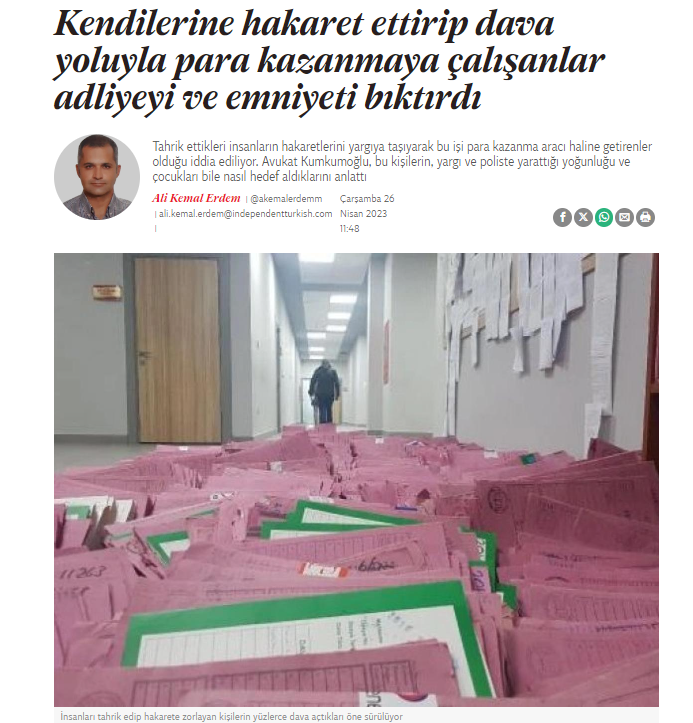 Kendilerine hakaret ettirip dava
yoluyla para kazanmaya çalışanlar
adliyeyi ve emniyeti bıktırdı
Tahrik ettikleri insanların hakaretlerini yargıya taşıyarak bu işi para kazanma aracı haline getirenler
olduğu iddia ediliyor. Avukat Kumkumoğlu, bu kişilerin, yargı ve poliste yarattığı yoğunluğu ve
çocukları bile nasıl hedef aldıklarını anlattı
Ali Kemal Erdem | @akemalerdemm
| ali.kemal.erdem@independentturkish.com
|
Çarşamba 26
Nisan 2023
11:48
11263
İnsanları tahrik edip hakarete zorlayan kişilerin yüzlerce dava açtıkları öne sürülüyor